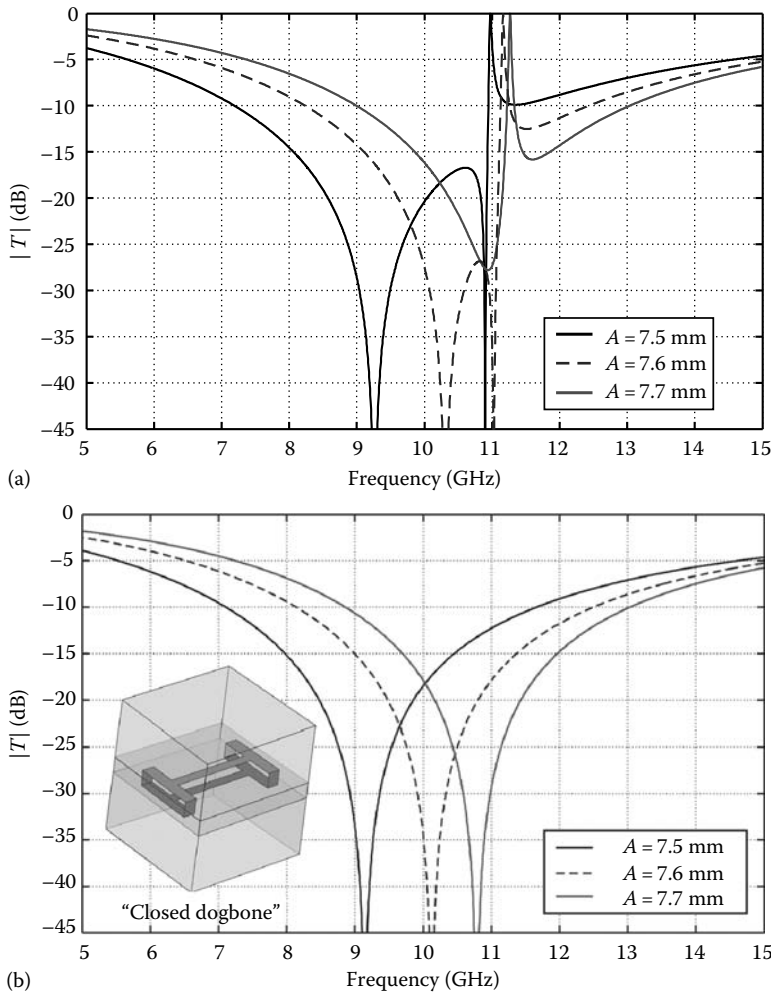 0
−5
−10
−15
−20
−25
−30
−35
−40
−45
|T| (dB)
A = 7.5 mm
A = 7.6 mm
A = 7.7 mm
5 6 7 8 9 10 11 12 13 14 15
(a) Frequency (GHz)
0
−5
−10
−15
−20
−25
−30
−35
−40
−45
|T| (dB)
"Closed dogbone"
A = 7.5 mm
A = 7.6 mm
A = 7.7 mm
5 6 7 8 9 10 11 12 13 14 15
(b) Frequency (GHz)